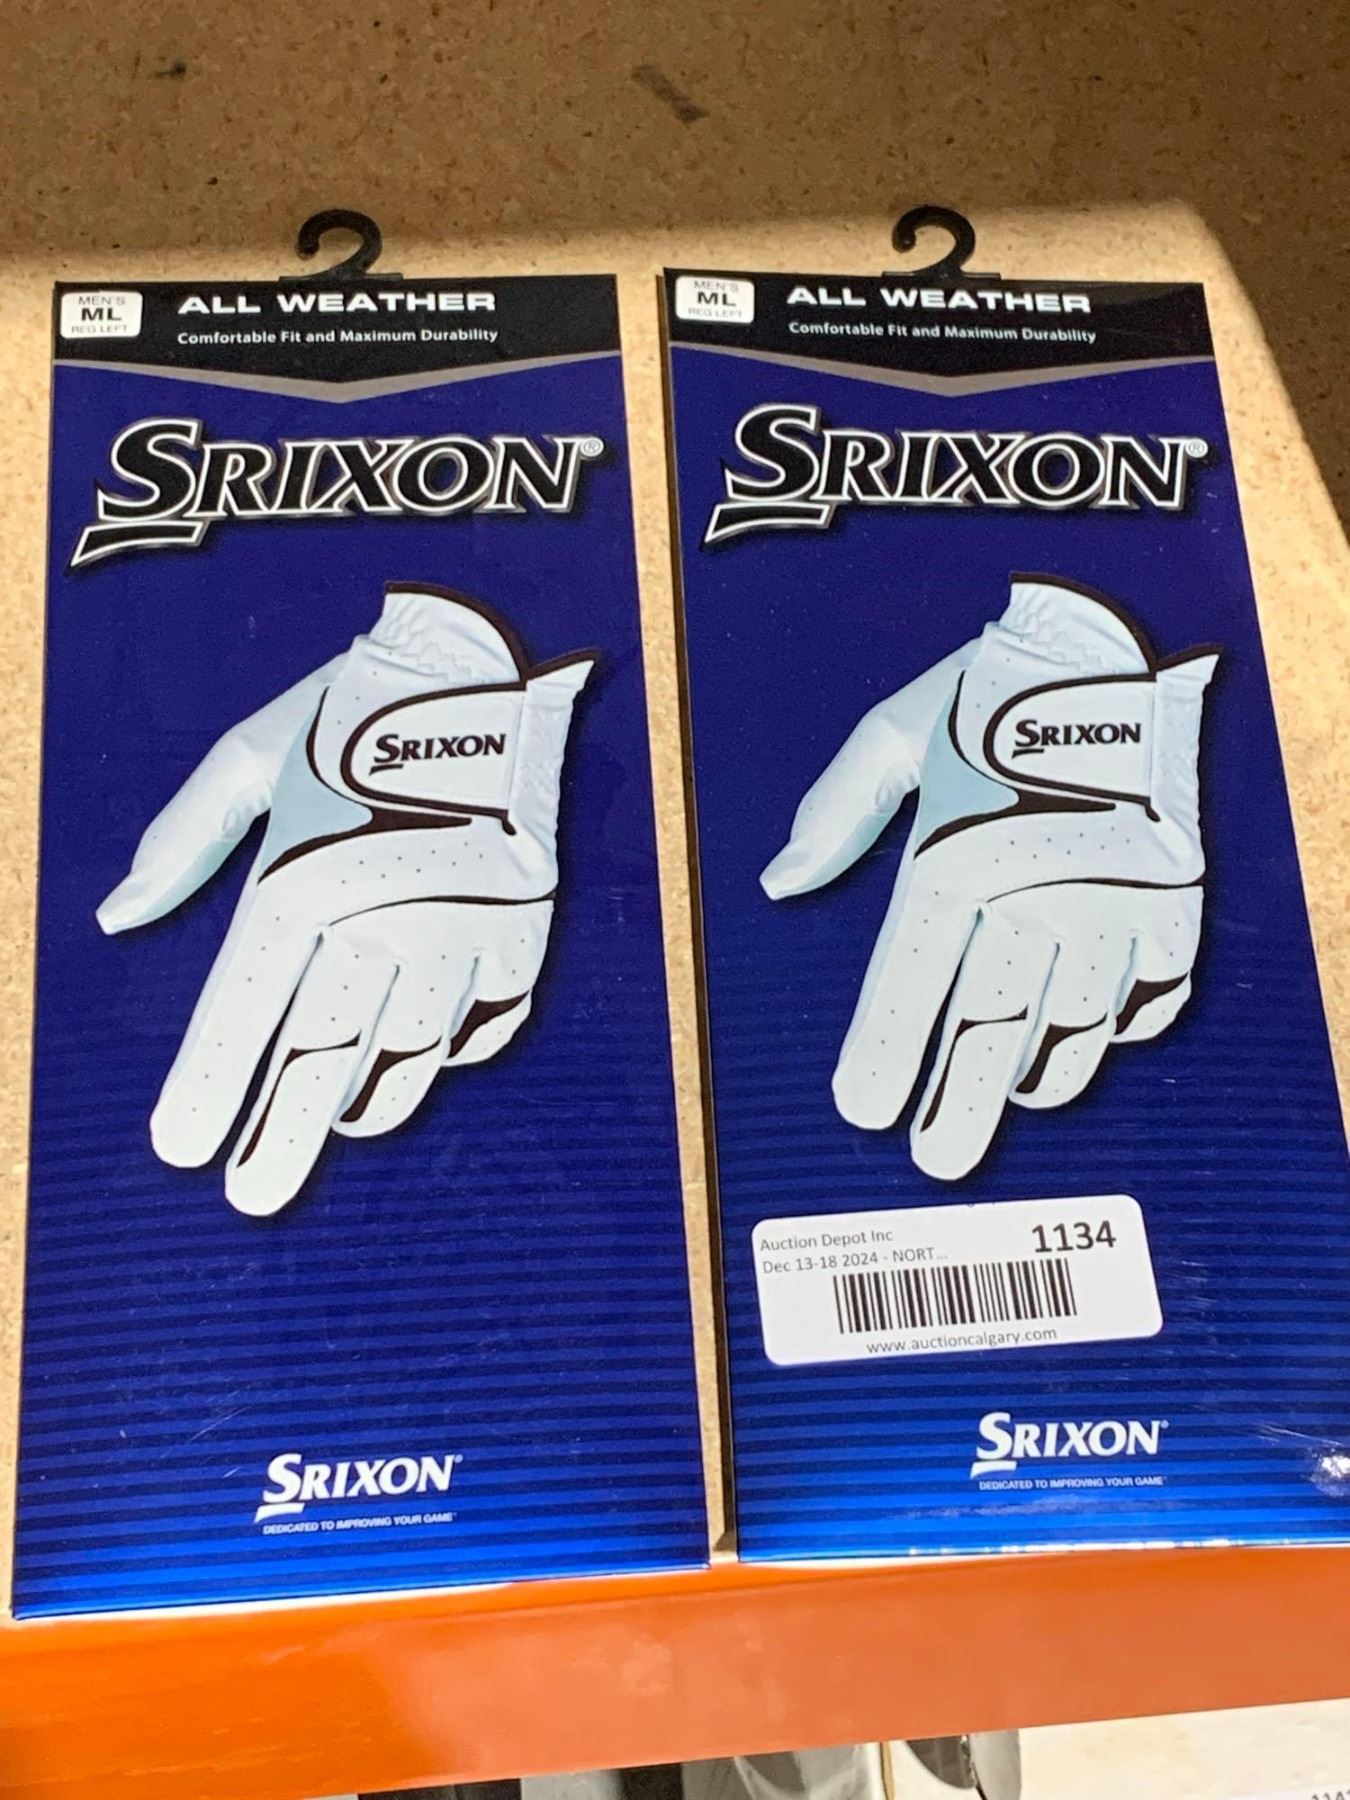 MEN'S
ML
REG LEFT
ALL WEATHER
Comfortable Fit and Maximum Durability
SRIXON®
SRIXON
SRIXON®
DEDICATED TO IMPROVING YOUR GAME™
MEN'S
ML
REG LEFT
ALL WEATHER
Comfortable Fit and Maximum Durability
SRIXON®
SRIXON
Auction Depot Inc
1134
Dec 13-18 2024 - NORT...
www.auctioncalgary.com
SRIXON®
DEDICATED TO IMPROVING YOUR GAME™